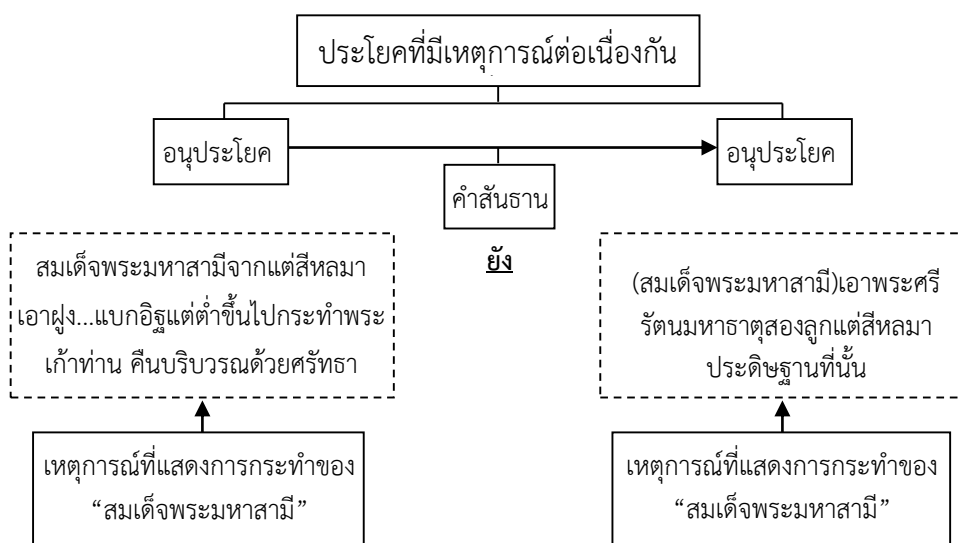 ประโยคที่มีเหตุการณ์ต่อเนื่องกัน
อนุประโยค
อนุประโยค
คำสันธาน
ยัง
สมเด็จพระมหาสามีจากแต่สีหลมา
เอาฝูง...แบกอิฐแต่ต่ำขึ้นไปกระทำพระ
เก้าท่าน คืนบริบวรณด้วยศรัทธา
(สมเด็จพระมหาสามี)เอาพระศรี
รัตนมหาธาตุสองลูกแต่สีหลมา
ประดิษฐานที่นั้น
เหตุการณ์ที่แสดงการกระทำของ
“สมเด็จพระมหาสามี”
เหตุการณ์ที่แสดงการกระทำของ
“สมเด็จพระมหาสามี”